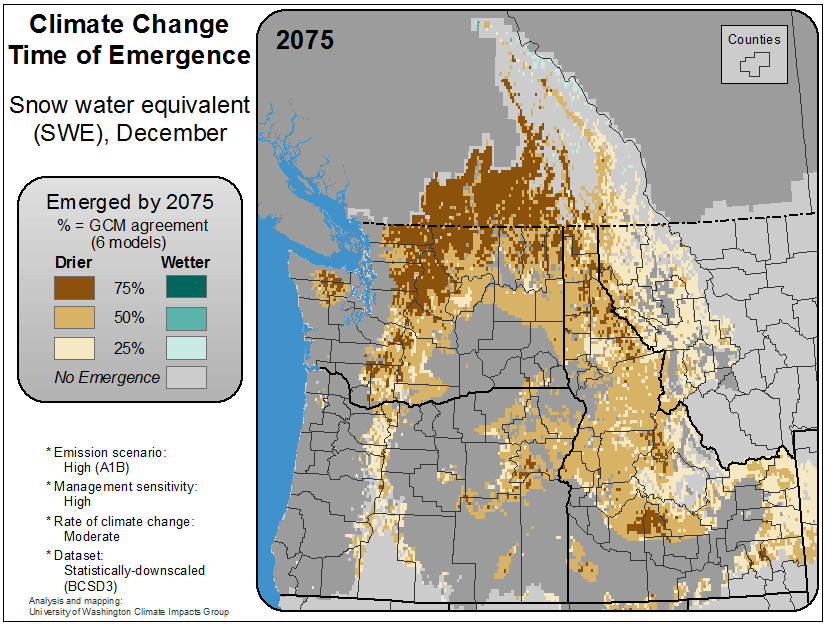 Climate Change
Time of Emergence
Snow water equivalent
(SWE), December
Emerged by 2075
% = GCM agreement
(6 models)
Drier
Wetter
75%
50%
25%
No Emergence
* Emission scenario:
High (A1B)
* Management sensitivity:
High
* Rate of climate change:
Moderate
* Dataset:
Statistically-downscaled
(BCSD3)
Analysis and mapping:
University of Washington Climate Impacts Group
2075
Counties